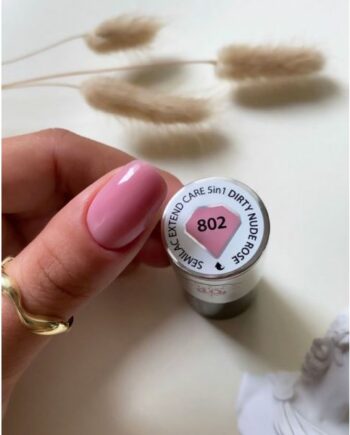 SEMILAC EXTEND CARE 5in1 DIRTY NUDE ROSE
802